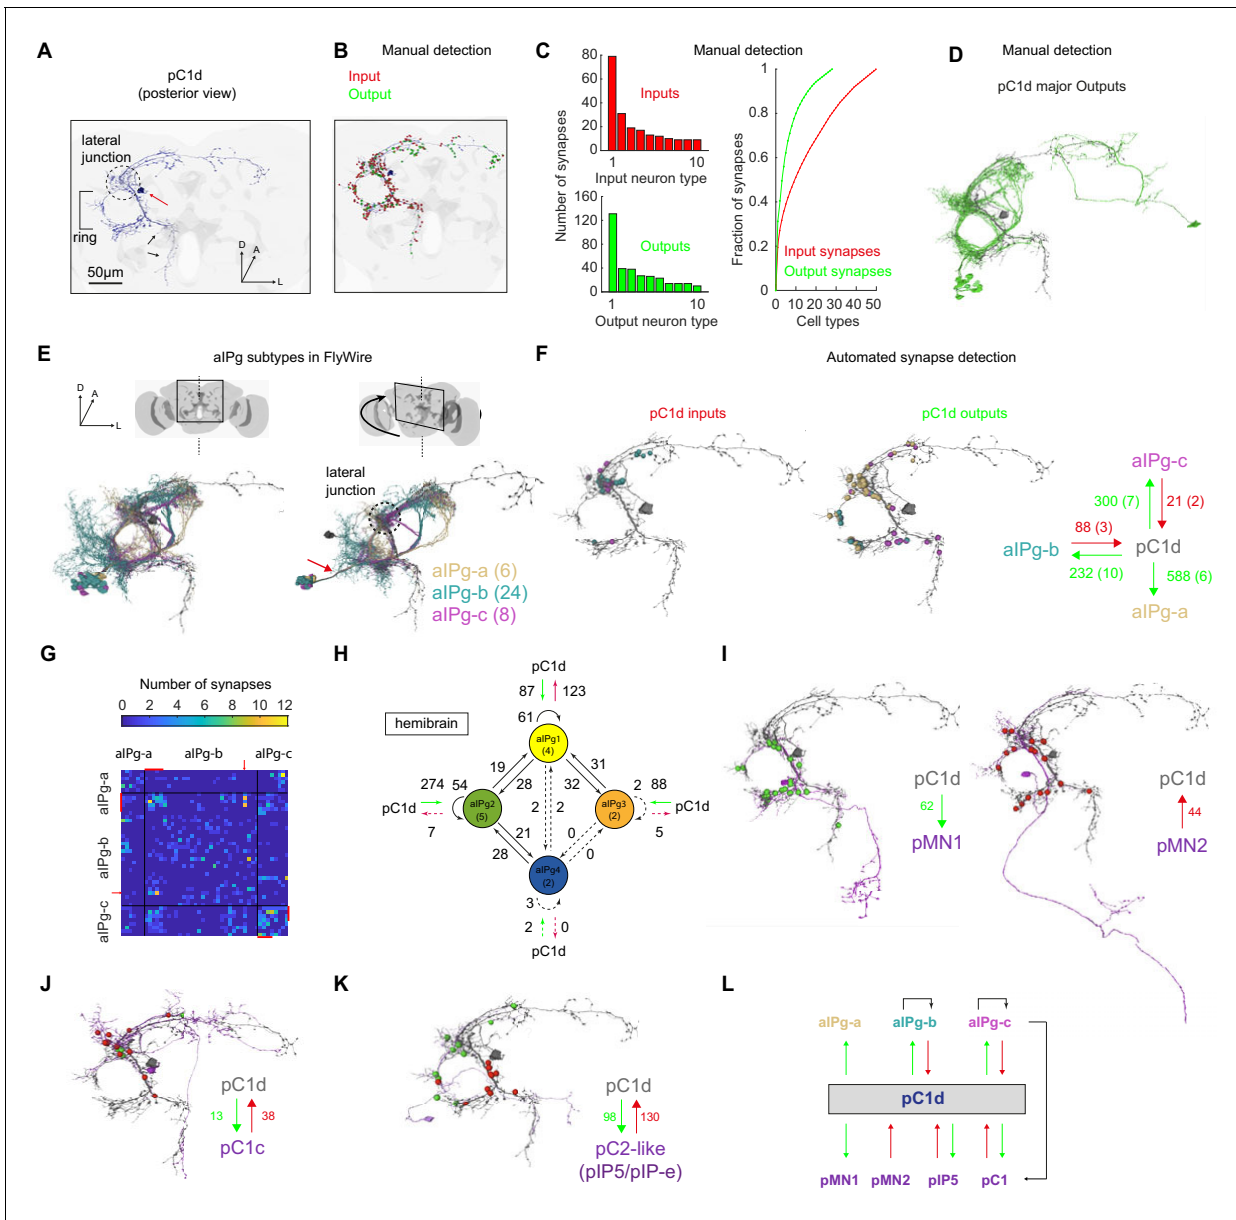 A
pC1d
(posterior view)
lateral
junction
ring
50µm
D
A
L
B
Manual detection
Input
Output
C
Manual detection
Number of synapses
80
60
40
20
0
Inputs
1
10
Input neuron type
160
120
80
40
0
Outputs
1
10
Output neuron type
Fraction of synapses
1
0.8
0.6
0.4
0.2
0
Input synapses
Output synapses
0 10 20 30 40 50
Cell types
D
Manual detection
pC1d major Outputs
E
aIPg subtypes in FlyWire
D
A
L
lateral
junction
aIPg-a (6)
aIPg-b (24)
aIPg-c (8)
F
Automated synapse detection
pC1d inputs
pC1d outputs
aIPg-c
300 (7)
21 (2)
88 (3)
aIPg-b
pC1d
232 (10)
588 (6)
aIPg-a
G
Number of synapses
0 2 4 6 8 10 12
aIPg-a
aIPg-b
aIPg-c
aIPg-a
aIPg-b
aIPg-c
H
hemibrain
pC1d
87
123
61
aIPg1
(4)
19
28
31
32
274
54
pC1d
7
aIPg2
(5)
2
2
aIPg3
(2)
2
88
pC1d
5
21
28
0
0
aIPg4
(2)
3
2
0
pC1d
I
pC1d
62
pMN1
pC1d
44
pMN2
J
pC1d
13
38
pC1c
K
pC1d
98
130
pC2-like
(pIP5/pIP-e)
L
aIPg-a
aIPg-b
aIPg-c
pC1d
pMN1
pMN2
pIP5
pC1